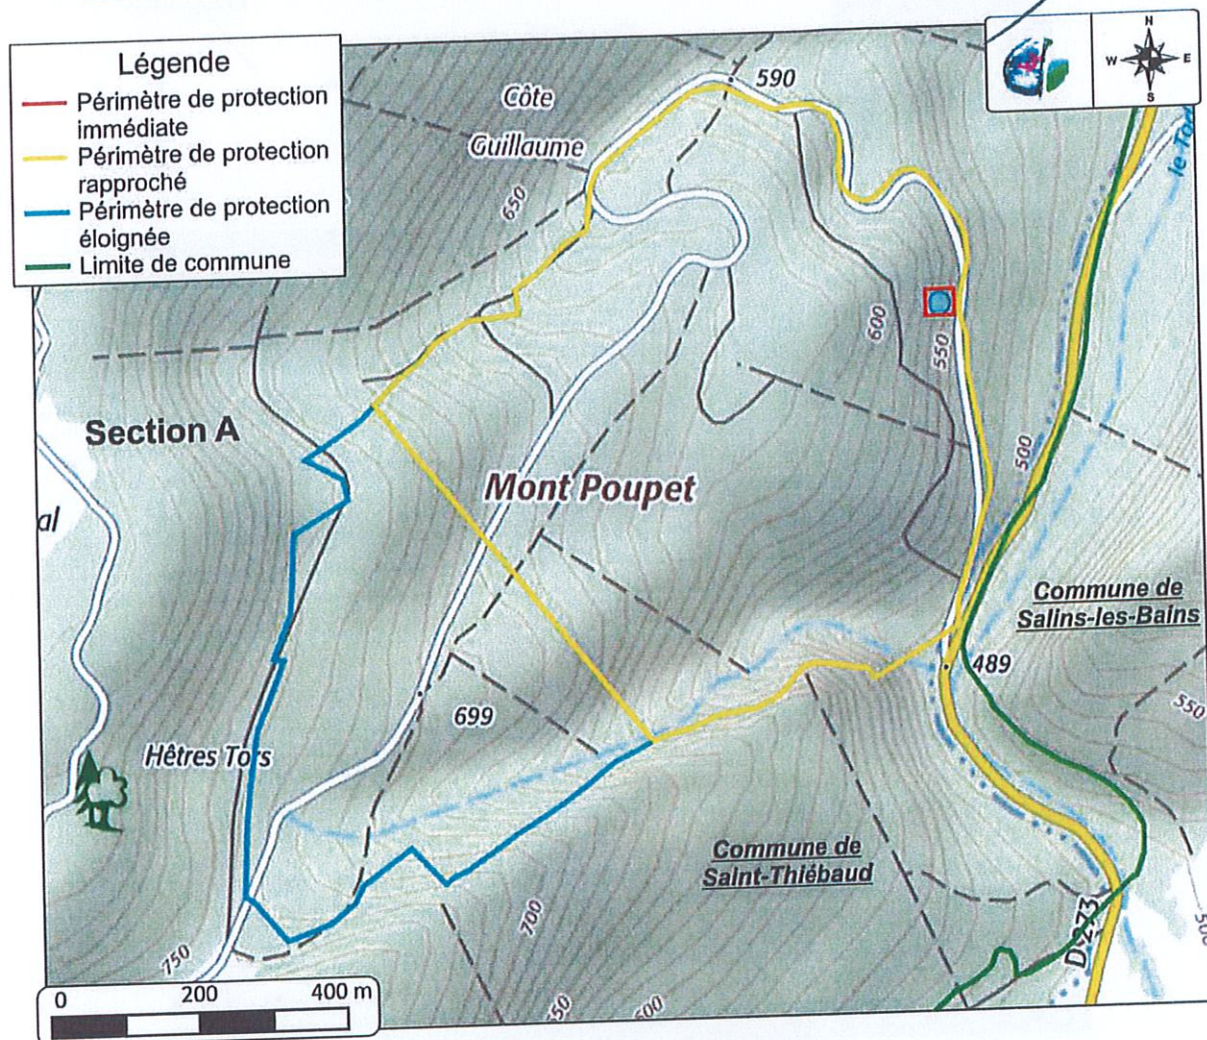 Légende
Périmètre de protection
immédiate
Périmètre de protection
rapproché
Périmètre de protection
éloignée
Limite de commune
N
W
E
S
590
Côte
Guillaume
650
600
550
500
Section A
Mont Poupet
al
Commune de
Salins-les-Bains
489
550
699
Hêtres Tors
Commune de
Saint-Thiébaud
D 273
700
750
0
200
400 m
600